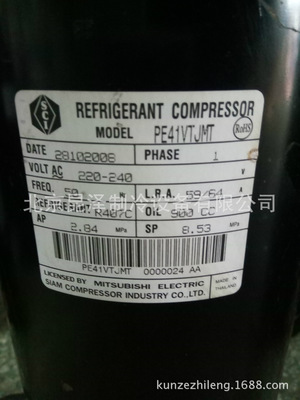 SCI
REFRIGERANT COMPRESSOR
MODEL PE41VTJMT
RoHS
DATE 28102008 PHASE 1
VOLT AC 220-240 V
FREQ. 50 L.R.A. 59/64 A
REFRIGERATION R407C OIL 900 CC
AP 2.84 MPa SP 8.53 MPa
PE41VTJMT 0000024 AA
LICENSED BY MITSUBISHI ELECTRIC
SIAM COMPRESSOR INDUSTRY CO.,LTD.
MADE IN
THAILAND
kunzezhileng.1688.com